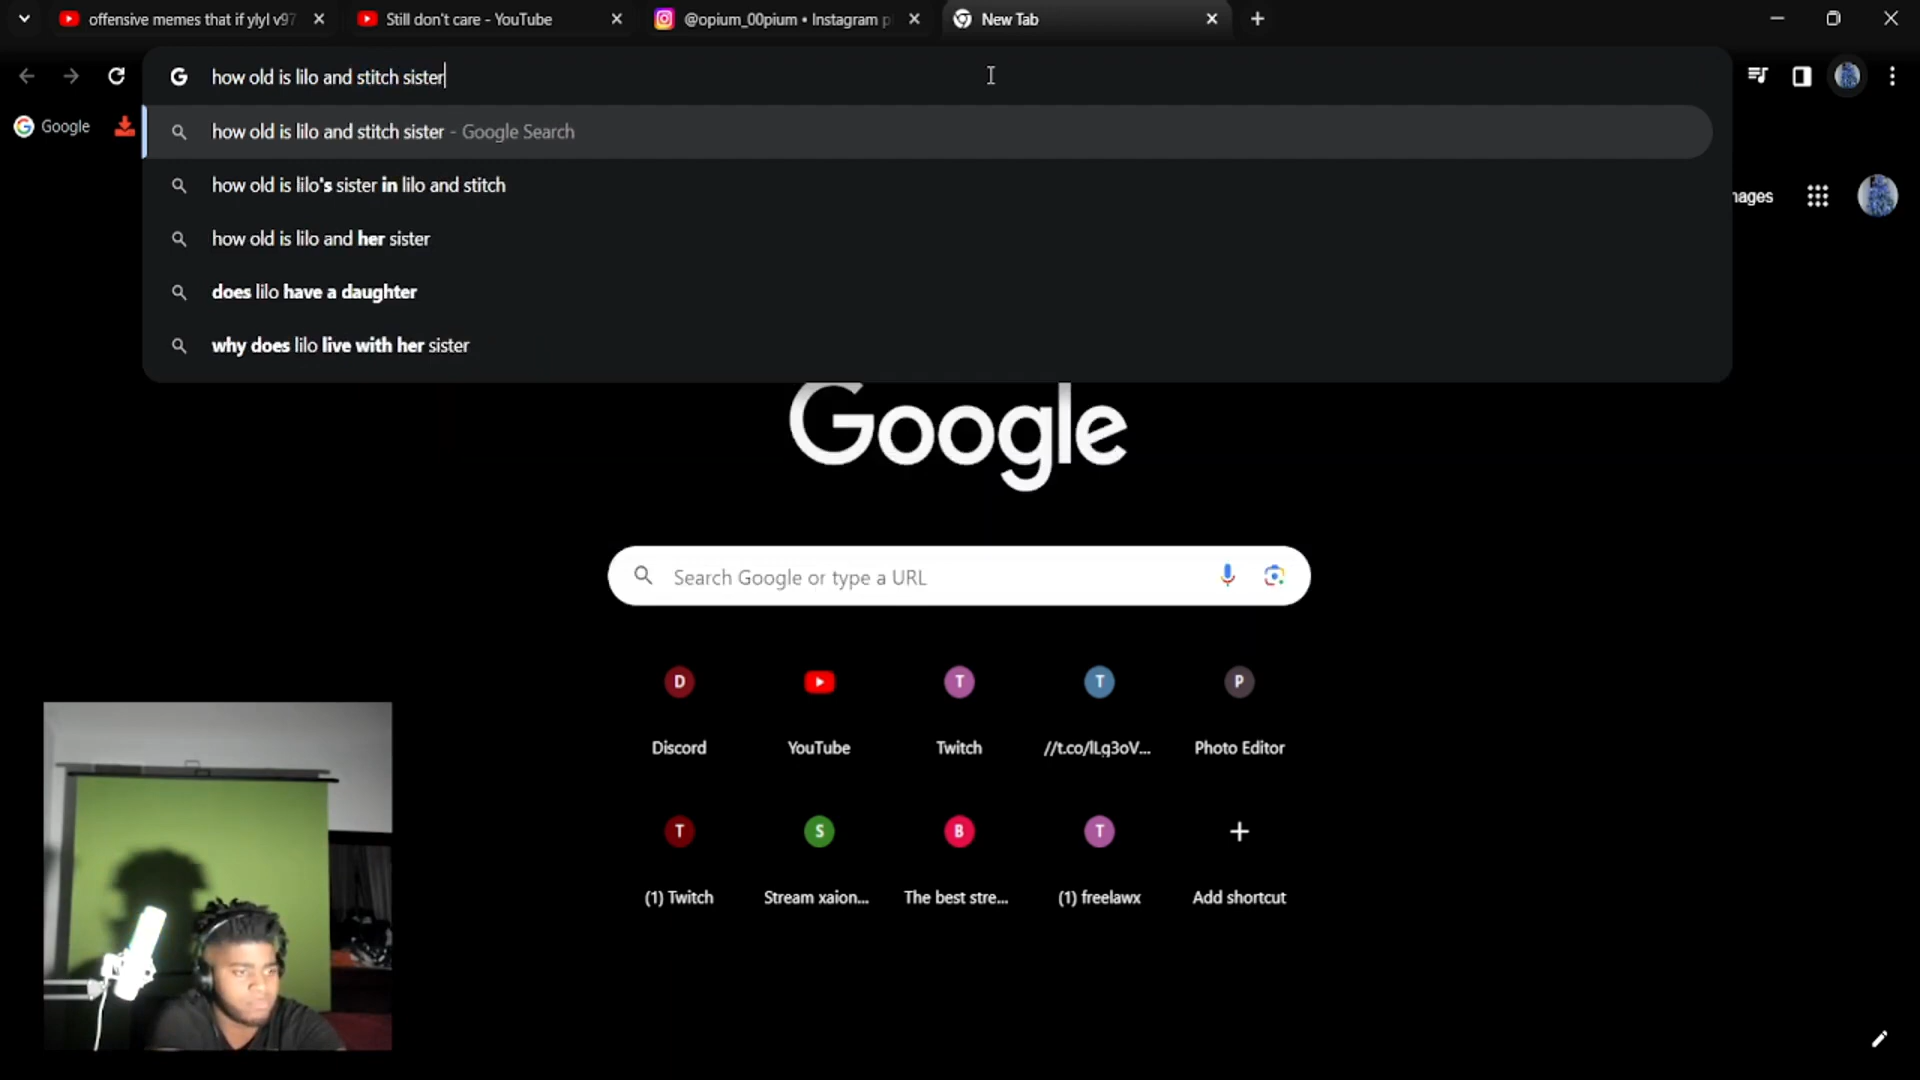 offensive memes that if ylyl v97
Still don't care - YouTube
@opium_00pium • Instagram p
New Tab
how old is lilo and stitch sister
Google
how old is lilo and stitch sister - Google Search
how old is lilo's sister in lilo and stitch
how old is lilo and her sister
does lilo have a daughter
why does lilo live with her sister
nages
Google
Search Google or type a URL
D
T
T
P
Discord
YouTube
Twitch
//t.co/lLq3oV...
Photo Editor
T
S
B
T
(1) Twitch
Stream xaion...
The best stre...
(1) freelawx
Add shortcut